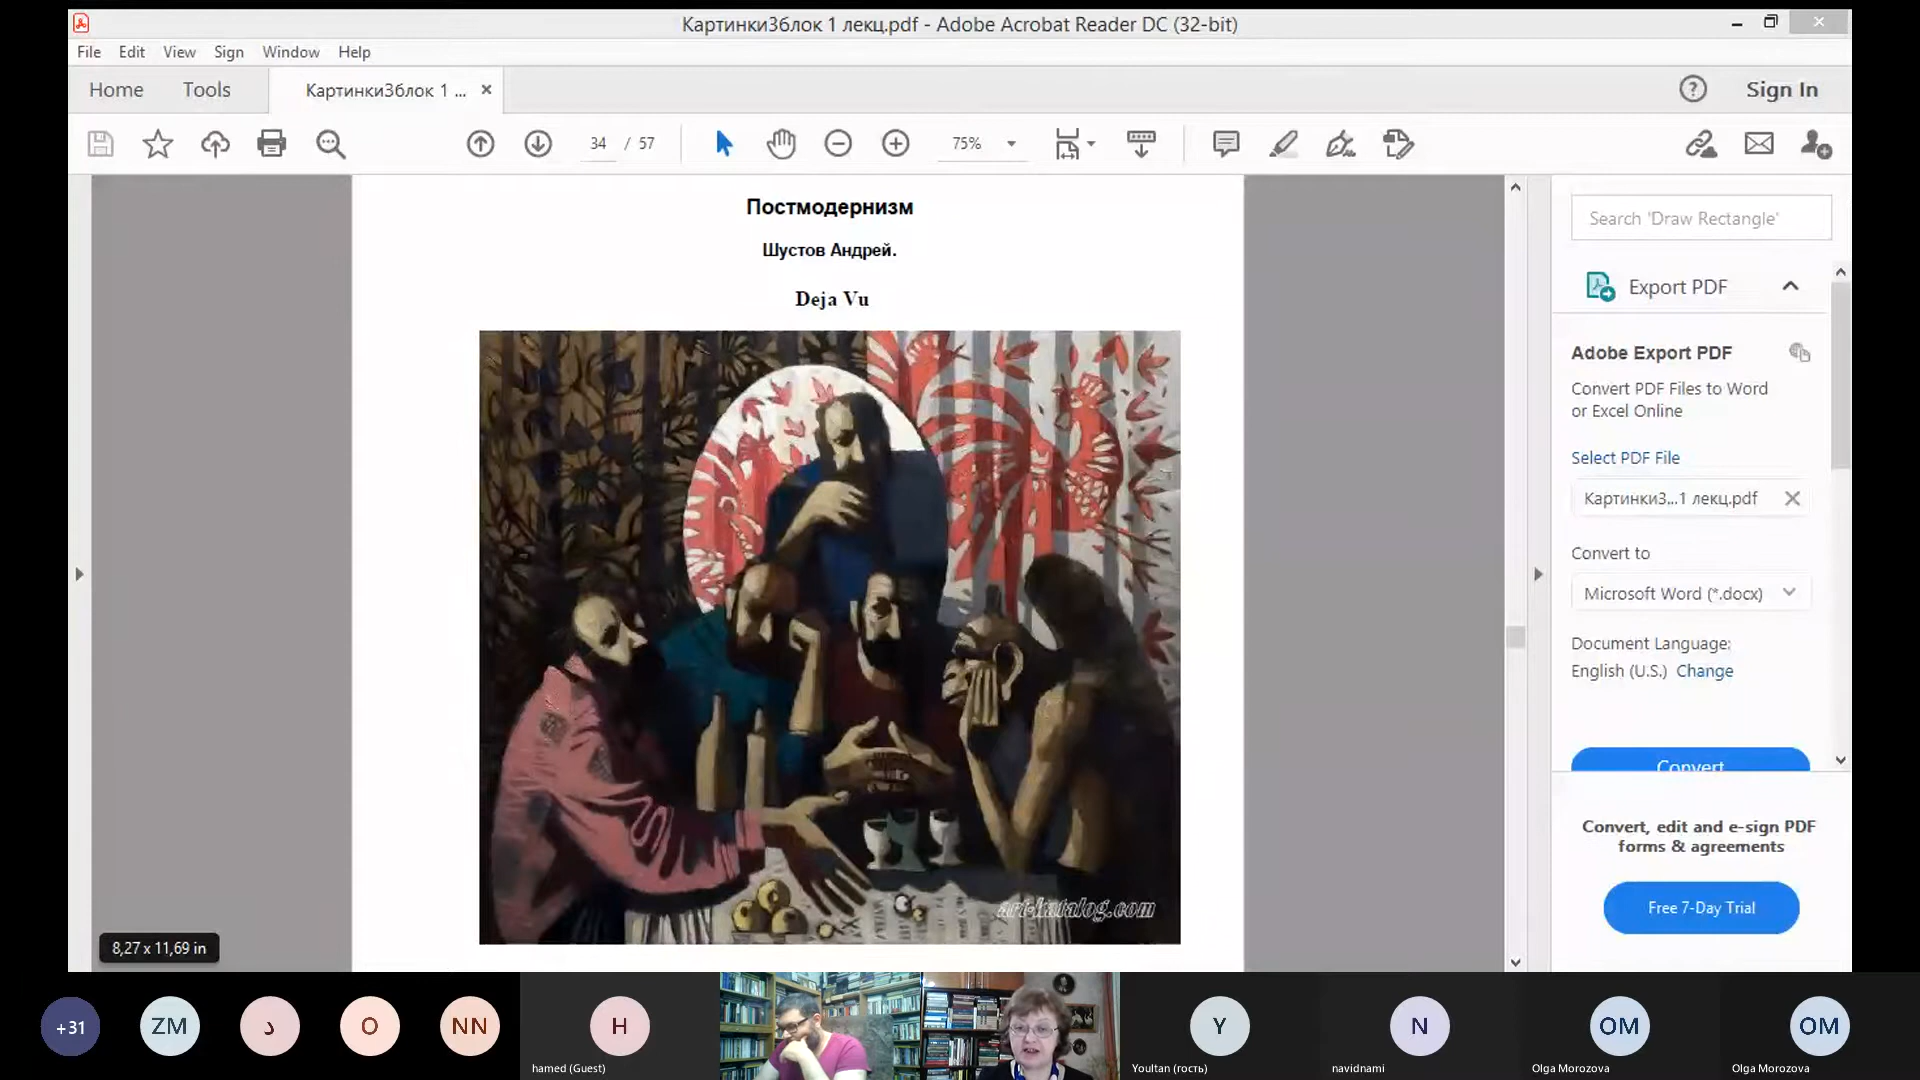 Картинки3блок 1 лекц.pdf - Adobe Acrobat Reader DC (32-bit)
File Edit View Sign Window Help
Home Tools Картинки3блок 1 ... Sign In
34 / 57 75%
Постмодернизм
Шустов Андрей.
Deja Vu
art-katalog.com
8,27 x 11,69 in
Search 'Draw Rectangle'
Export PDF
Adobe Export PDF
Convert PDF Files to Word
or Excel Online
Select PDF File
Картинки3...1 лекц.pdf
Convert to
Microsoft Word (*.docx)
Document Language:
English (U.S.) Change
Convert
Convert, edit and e-sign PDF
forms & agreements
Free 7-Day Trial
+31 ZM د O NN H Y N OM OM
hamed (Guest) Youltan (гость) navidnami Olga Morozova Olga Morozova